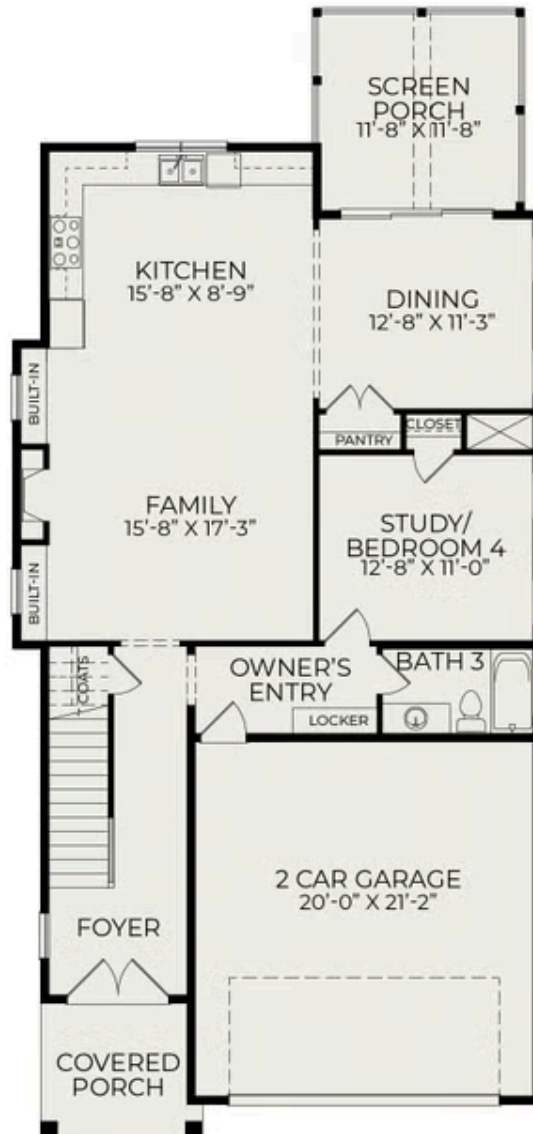 SCREEN
PORCH
11'-8" X 11'-8"
KITCHEN
15'-8" X 8'-9"
DINING
12'-8" X 11'-3"
BUILT-IN
PANTRY
CLOSET
FAMILY
15'-8" X 17'-3"
STUDY/
BEDROOM 4
12'-8" X 11'-0"
BUILT-IN
COATS
OWNER'S
ENTRY
LOCKER
BATH 3
2 CAR GARAGE
20'-0" X 21'-2"
FOYER
COVERED
PORCH